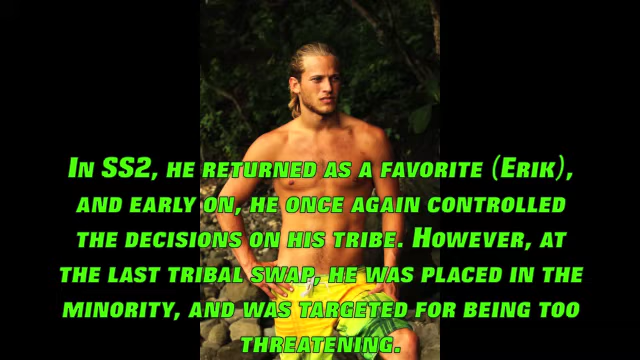 In SS2, he returned as a favorite (Erik),
and early on, he once again controlled
the decisions on his tribe. However, at
the last tribal swap, he was placed in the
minority, and was targeted for being too
threatening.